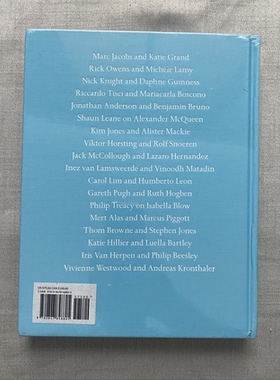 Marc Jacobs and Katie Grand
Rick Owens and Michèle Lamy
Nick Knight and Daphne Guinness
Riccardo Tisci and Mariacarla Boscono
Jonathan Anderson and Benjamin Bruno
Shaun Leane on Alexander McQueen
Kim Jones and Alister Mackie
Viktor Horsting and Rolf Snoeren
Jack McCollough and Lazaro Hernandez
Inez van Lamsweerde and Vinoodh Matadin
Carol Lim and Humberto Leon
Gareth Pugh and Ruth Hogben
Philip Treacy on Isabella Blow
Mert Alas and Marcus Piggott
Thom Browne and Stephen Jones
Katie Hillier and Luella Bartley
Iris Van Herpen and Philip Beesley
Vivienne Westwood and Andreas Kronthaler